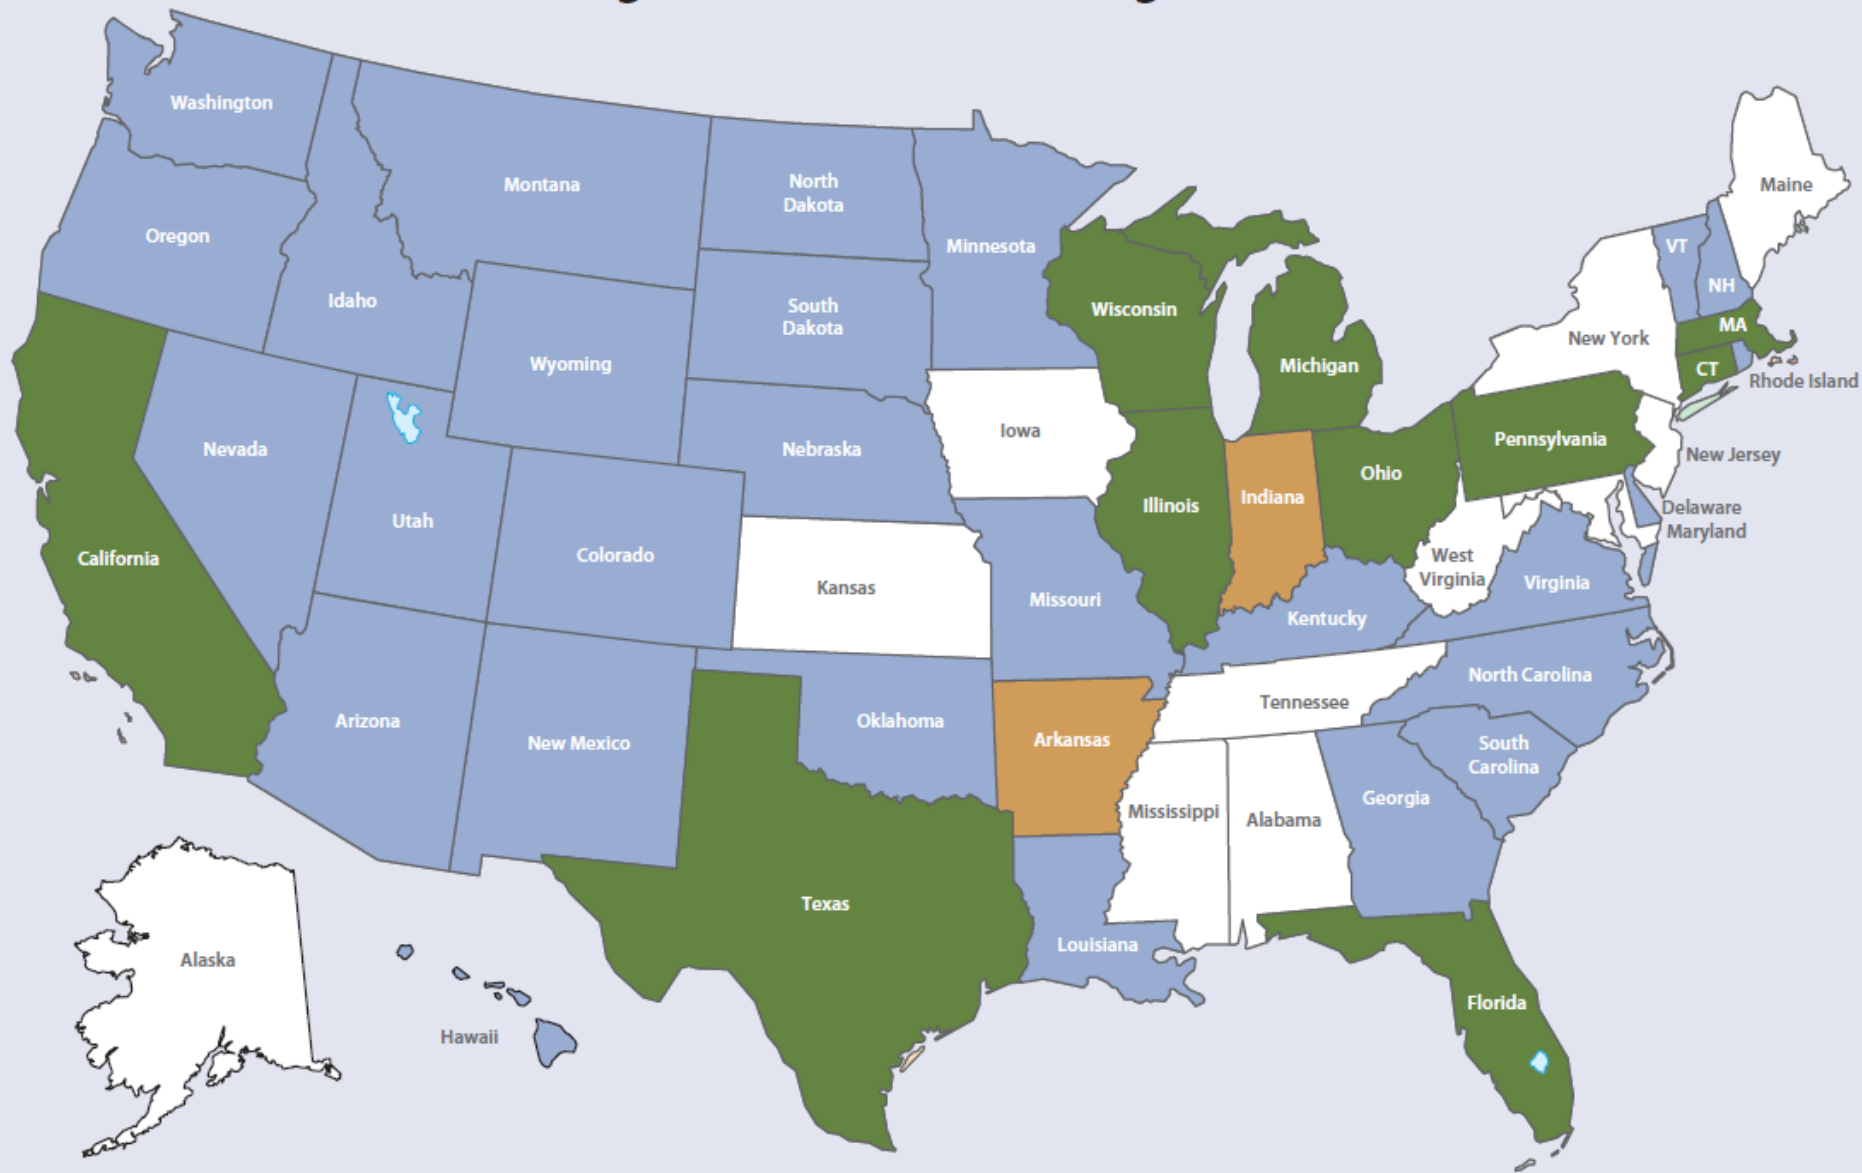 Washington
Montana
North
Dakota
Minnesota
Oregon
Idaho
Wyoming
South
Dakota
Wisconsin
Michigan
Maine
VT
NH
New York
MA
CT
Rhode Island
Nevada
Utah
Colorado
Nebraska
Iowa
Illinois
Indiana
Ohio
Pennsylvania
New Jersey
Delaware
Maryland
California
Kansas
Missouri
Kentucky
West
Virginia
Virginia
Arizona
New Mexico
Oklahoma
Arkansas
Tennessee
North Carolina
South
Carolina
Mississippi
Alabama
Georgia
Texas
Louisiana
Florida
Alaska
Hawaii